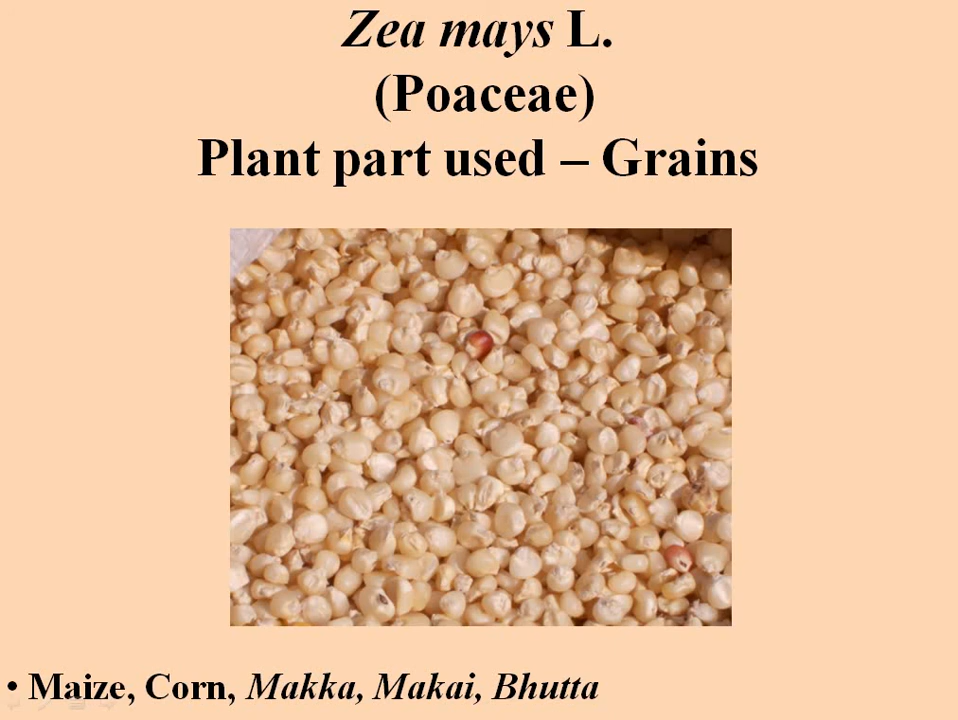 Zea mays L.
(Poaceae)
Plant part used – Grains
• Maize, Corn, Makka, Makai, Bhutta